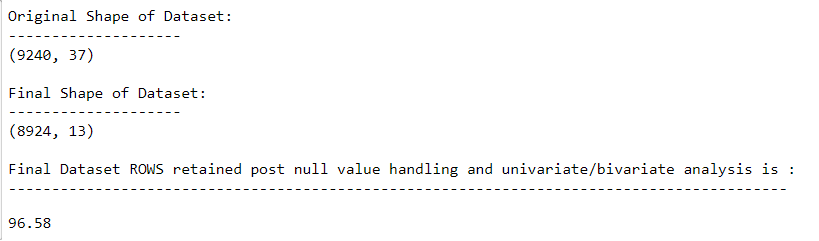 Original Shape of Dataset:
--------------------
(9240, 37)
Final Shape of Dataset:
--------------------
(8924, 13)
Final Dataset ROWS retained post null value handling and univariate/bivariate analysis is :
------------------------------------------------------------------------------------------
96.58